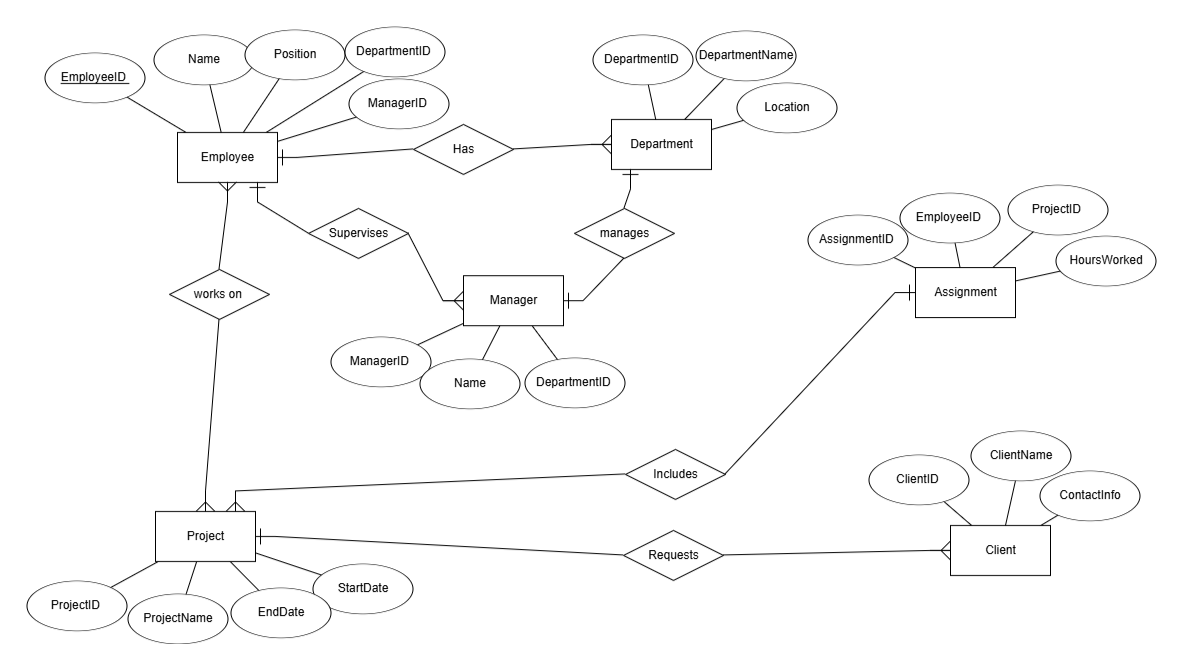 EmployeeID
Name
Position
DepartmentID
ManagerID
Employee
Has
DepartmentID
DepartmentName
Location
Department
Supervises
manages
works on
Manager
ManagerID
Name
DepartmentID
AssignmentID
EmployeeID
ProjectID
HoursWorked
Assignment
Includes
ClientID
ClientName
ContactInfo
Client
Requests
Project
ProjectID
ProjectName
EndDate
StartDate